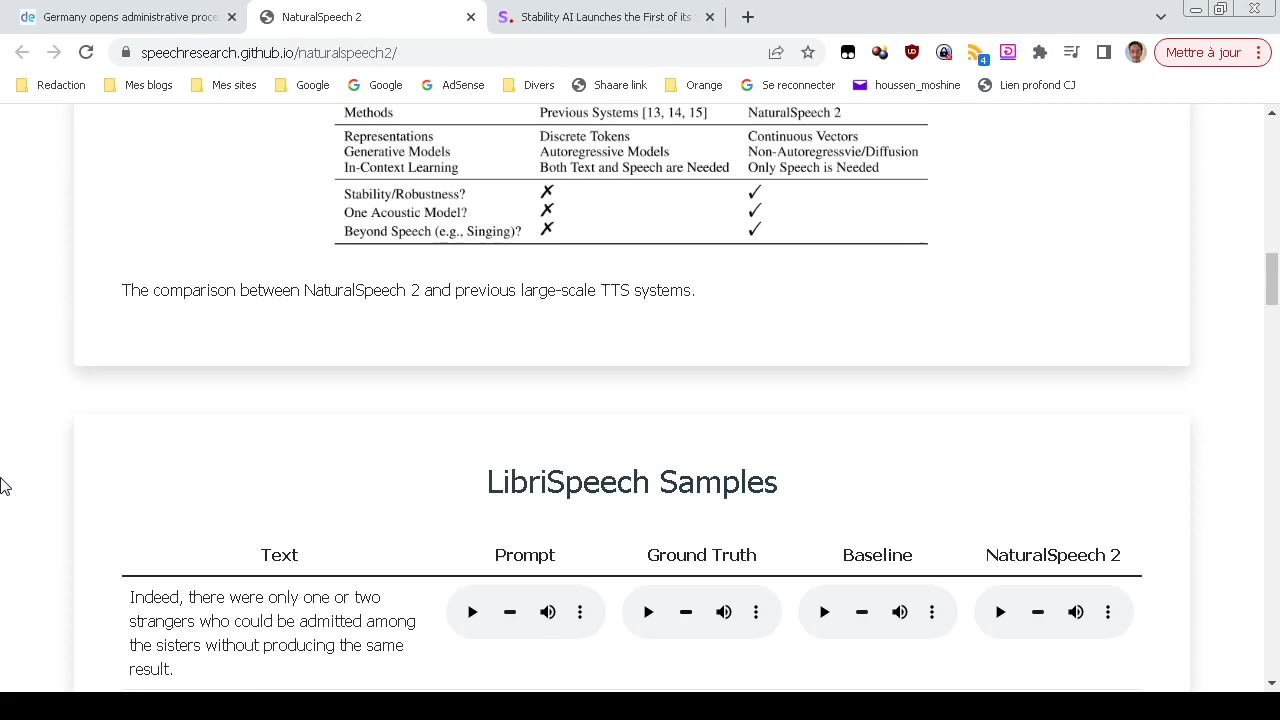 Germany opens administrative proce
NaturalSpeech 2
Stability AI Launches the First of its
speechresearch.github.io/naturalspeech2/
4
Mettre à jour
Redaction
Mes blogs
Mes sites
Google
Google
AdSense
Divers
Shaare link
Orange
Se reconnecter
houssen_moshine
Lien profond CJ
Methods Previous Systems [13, 14, 15] NaturalSpeech 2
Representations Discrete Tokens Continuous Vectors
Generative Models Autoregressive Models Non-Autoregressvie/Diffusion
In-Context Learning Both Text and Speech are Needed Only Speech is Needed
Stability/Robustness? ✗ ✓
One Acoustic Model? ✗ ✓
Beyond Speech (e.g., Singing)? ✗ ✓
The comparison between NaturalSpeech 2 and previous large-scale TTS systems.
LibriSpeech Samples
Text Prompt Ground Truth Baseline NaturalSpeech 2
Indeed, there were only one or two
strangers who could be admitted among
the sisters without producing the same
result.